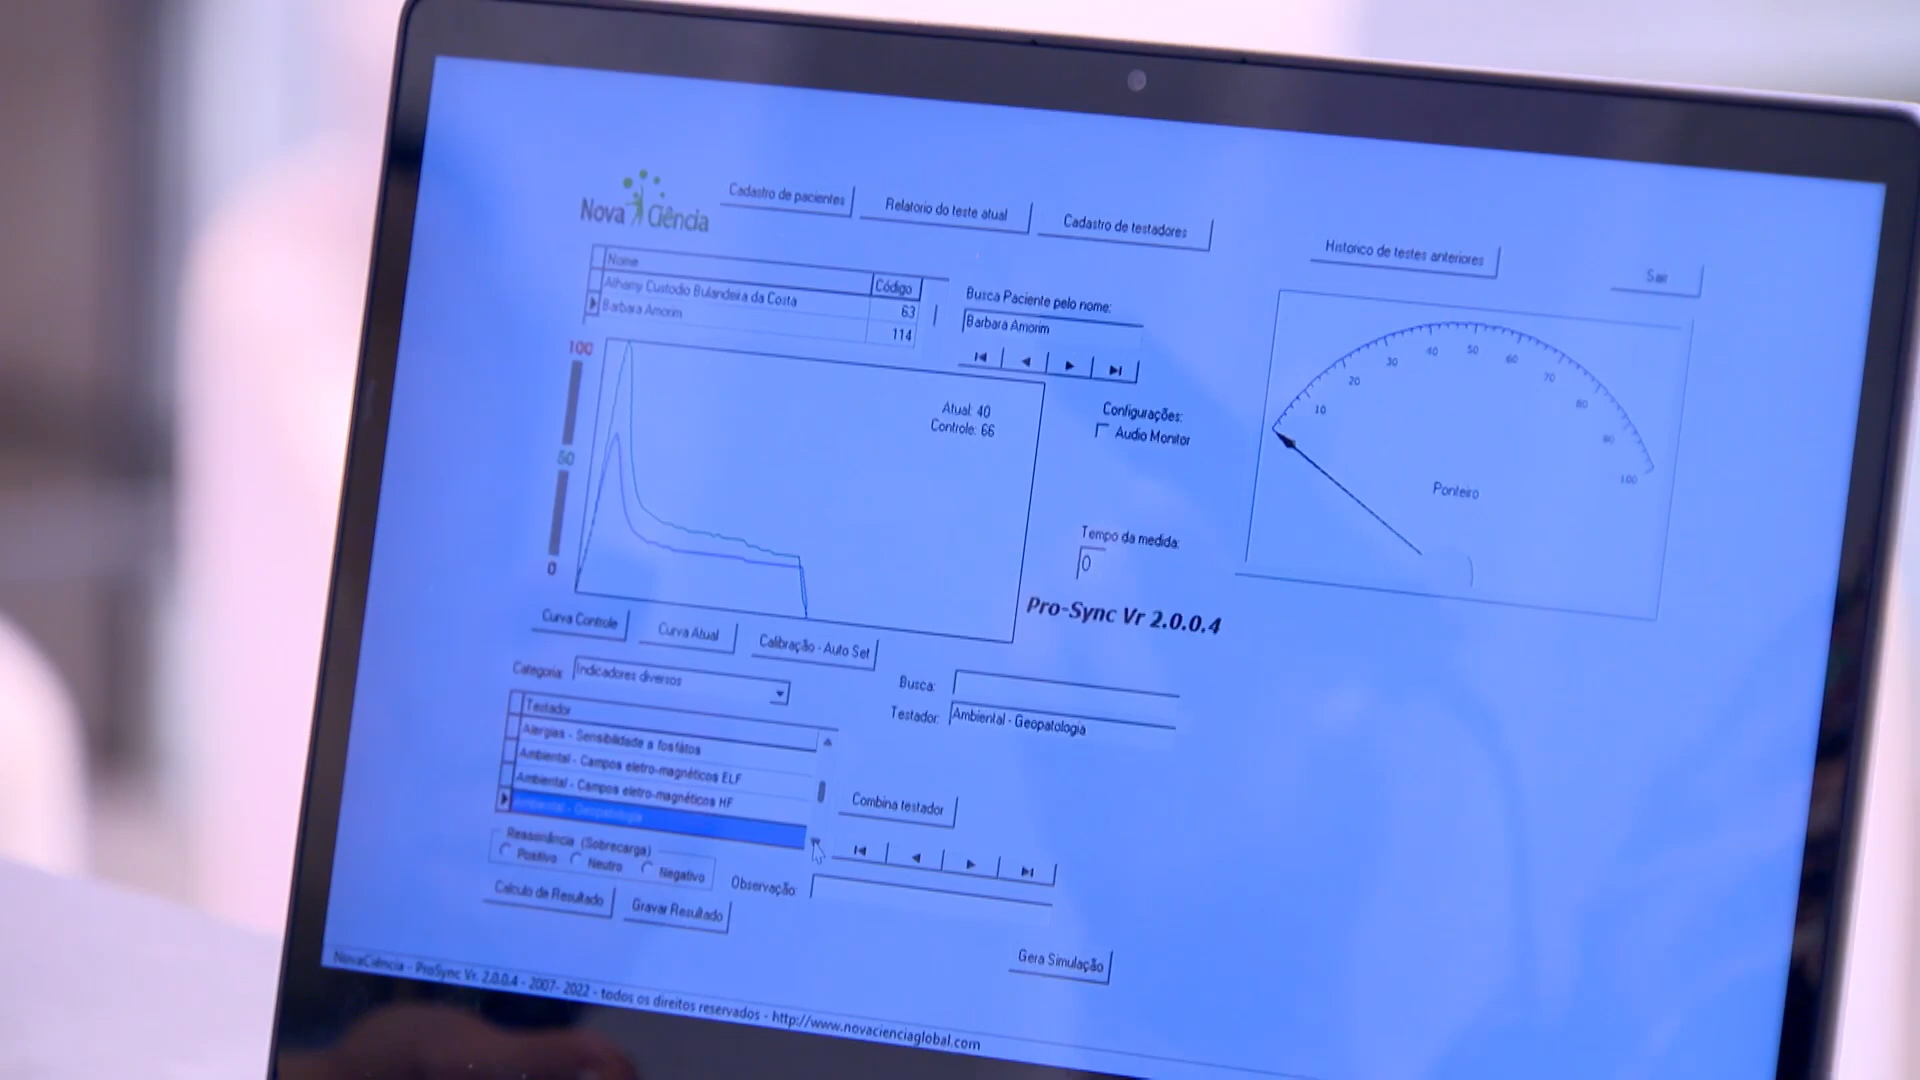 Nova Ciência
Cadastro de pacientes
Relatorio do teste atual
Cadastro de testadores
Historico de testes anteriores
Sair
Nome
Código
Alhamy Custodio Bulandeira da Costa
63
Barbara Amorim
114
Busca Paciente pelo nome:
Barbara Amorim
100
50
0
Atual: 40
Controle: 66
Configurações:
Audio Monitor
Tempo da medida:
0
10
20
30
40
50
60
70
80
90
100
Ponteiro
Pro-Sync Vr 2.0.0.4
Curva Controle
Curva Atual
Calibração - Auto Set
Categoria:
Indicadores diversos
Busca:
Testador:
Ambiental - Geopatologia
Testador
Alergias - Sensibilidade a fosfátos
Ambiental - Campos eletro-magnéticos ELF
Ambiental - Campos eletro-magnéticos HF
Ambiental - Geopatologia
Combina testador
Ressonância (Sobrecarga)
Positivo
Neutro
Negativo
Observação:
Calculo de Resultado
Gravar Resultado
Gera Simulação
NovaCiência - ProSync Vr. 2.0.0.4 - 2007- 2022 - todos os direitos reservados - http://www.novacienciaglobal.com